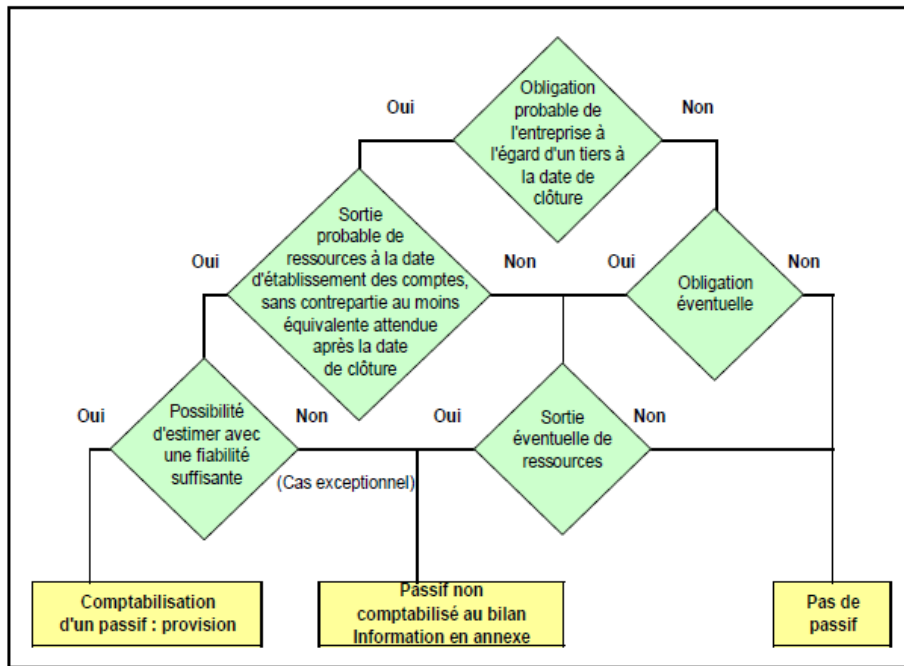 Oui
Obligation
probable de
l'entreprise à
l'égard d'un tiers à
la date de
clôture
Non
Oui
Sortie
probable de
ressources à la date
d'établissement des comptes,
sans contrepartie au moins
équivalente attendue
après la date
de clôture
Non
Oui
Obligation
éventuelle
Non
Oui
Possibilité
d'estimer avec
une fiabilité
suffisante
Non
(Cas exceptionnel)
Oui
Sortie
éventuelle de
ressources
Non
Comptabilisation
d'un passif : provision
Passif non
comptabilisé au bilan
Information en annexe
Pas de
passif